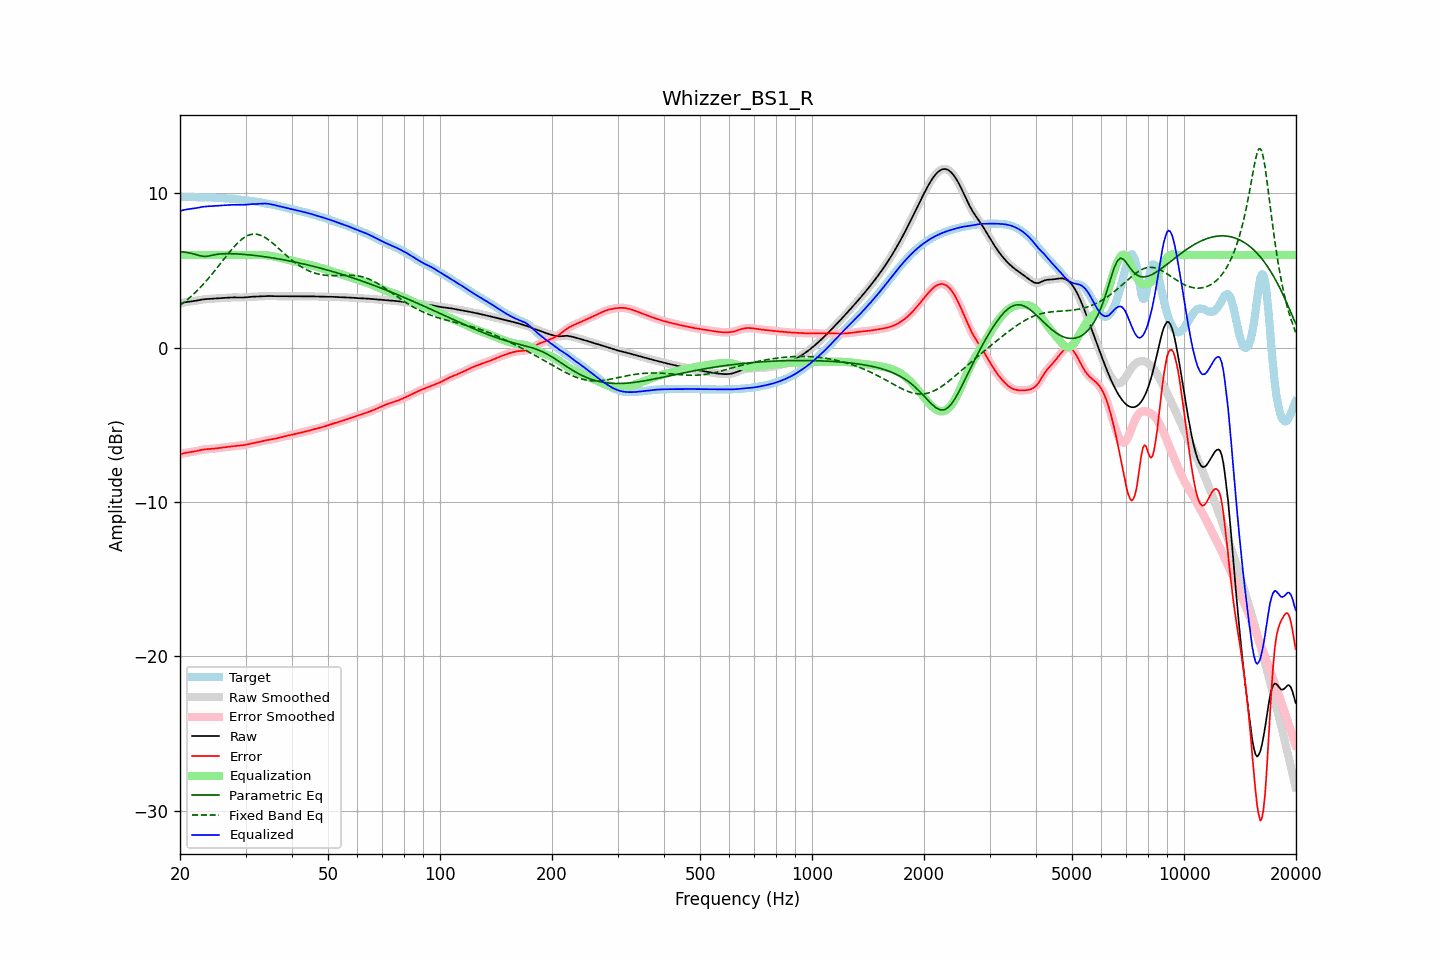 Whizzer_BS1_R
Amplitude (dBr)
10
0
−10
−20
−30
Target
Raw Smoothed
Error Smoothed
Raw
Error
Equalization
Parametric Eq
Fixed Band Eq
Equalized
20 50 100 200 500 1000 2000 5000 10000 20000
Frequency (Hz)